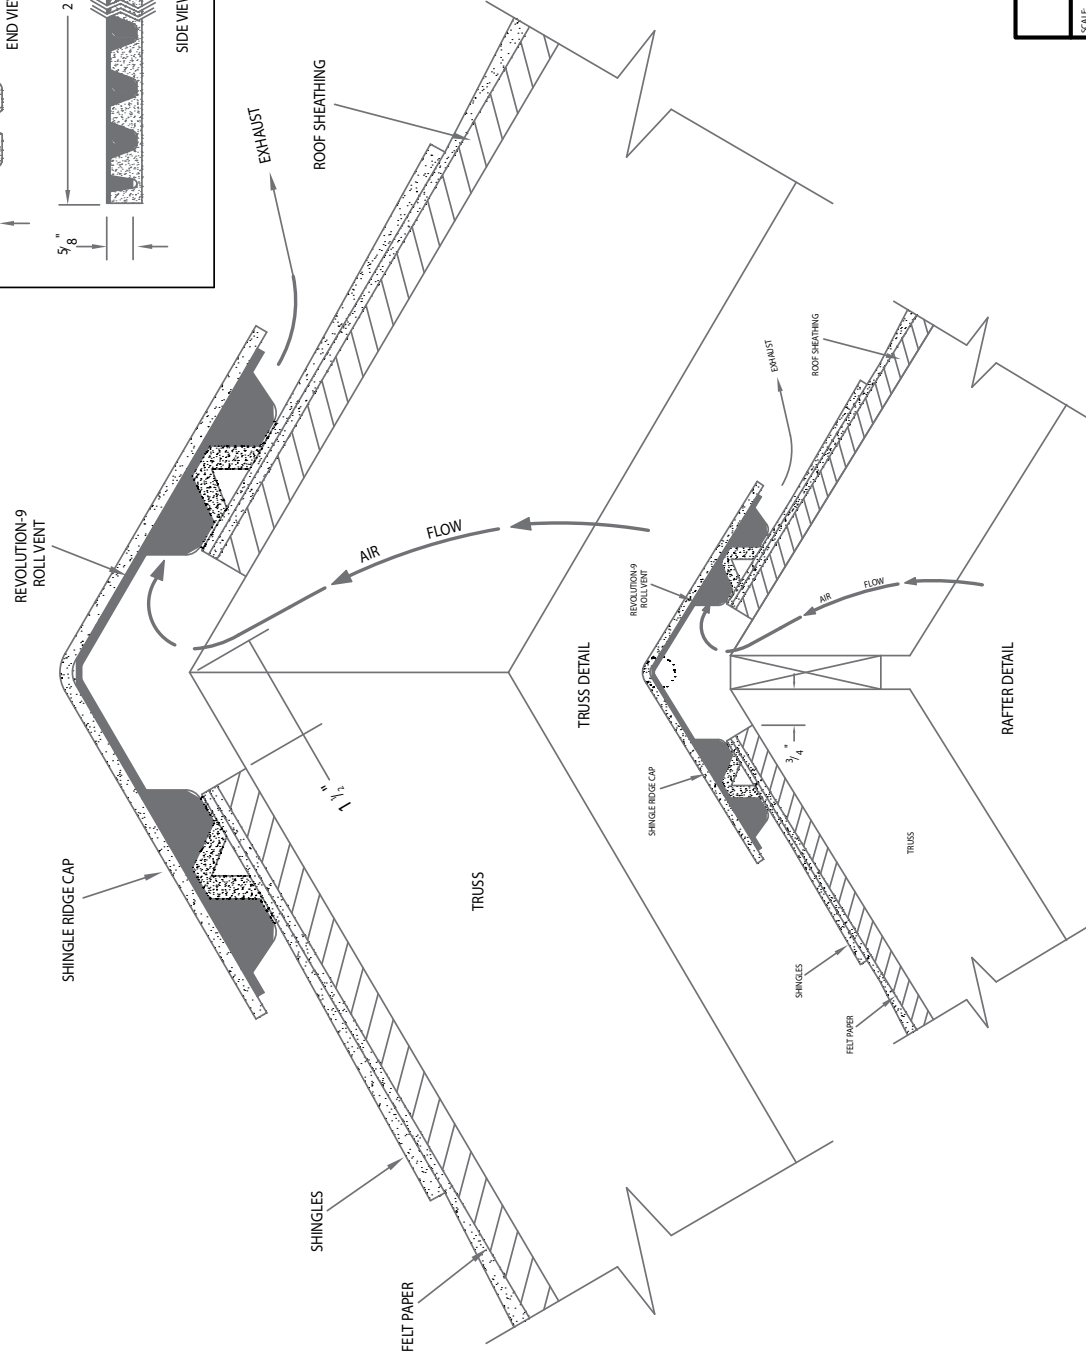 END VIE
2
SIDE VIEW
5/8"
EXHAUST
ROOF SHEATHING
REVOLUTION-9
ROLL VENT
AIR FLOW
SHINGLE RIDGE CAP
1 1/2"
TRUSS
SHINGLES
FELT PAPER
TRUSS DETAIL
EXHAUST
ROOF SHEATHING
REVOLUTION-9
ROLL VENT
AIR FLOW
SHINGLE RIDGE CAP
3/4"
TRUSS
SHINGLES
FELT PAPER
RAFTER DETAIL
SCALE: